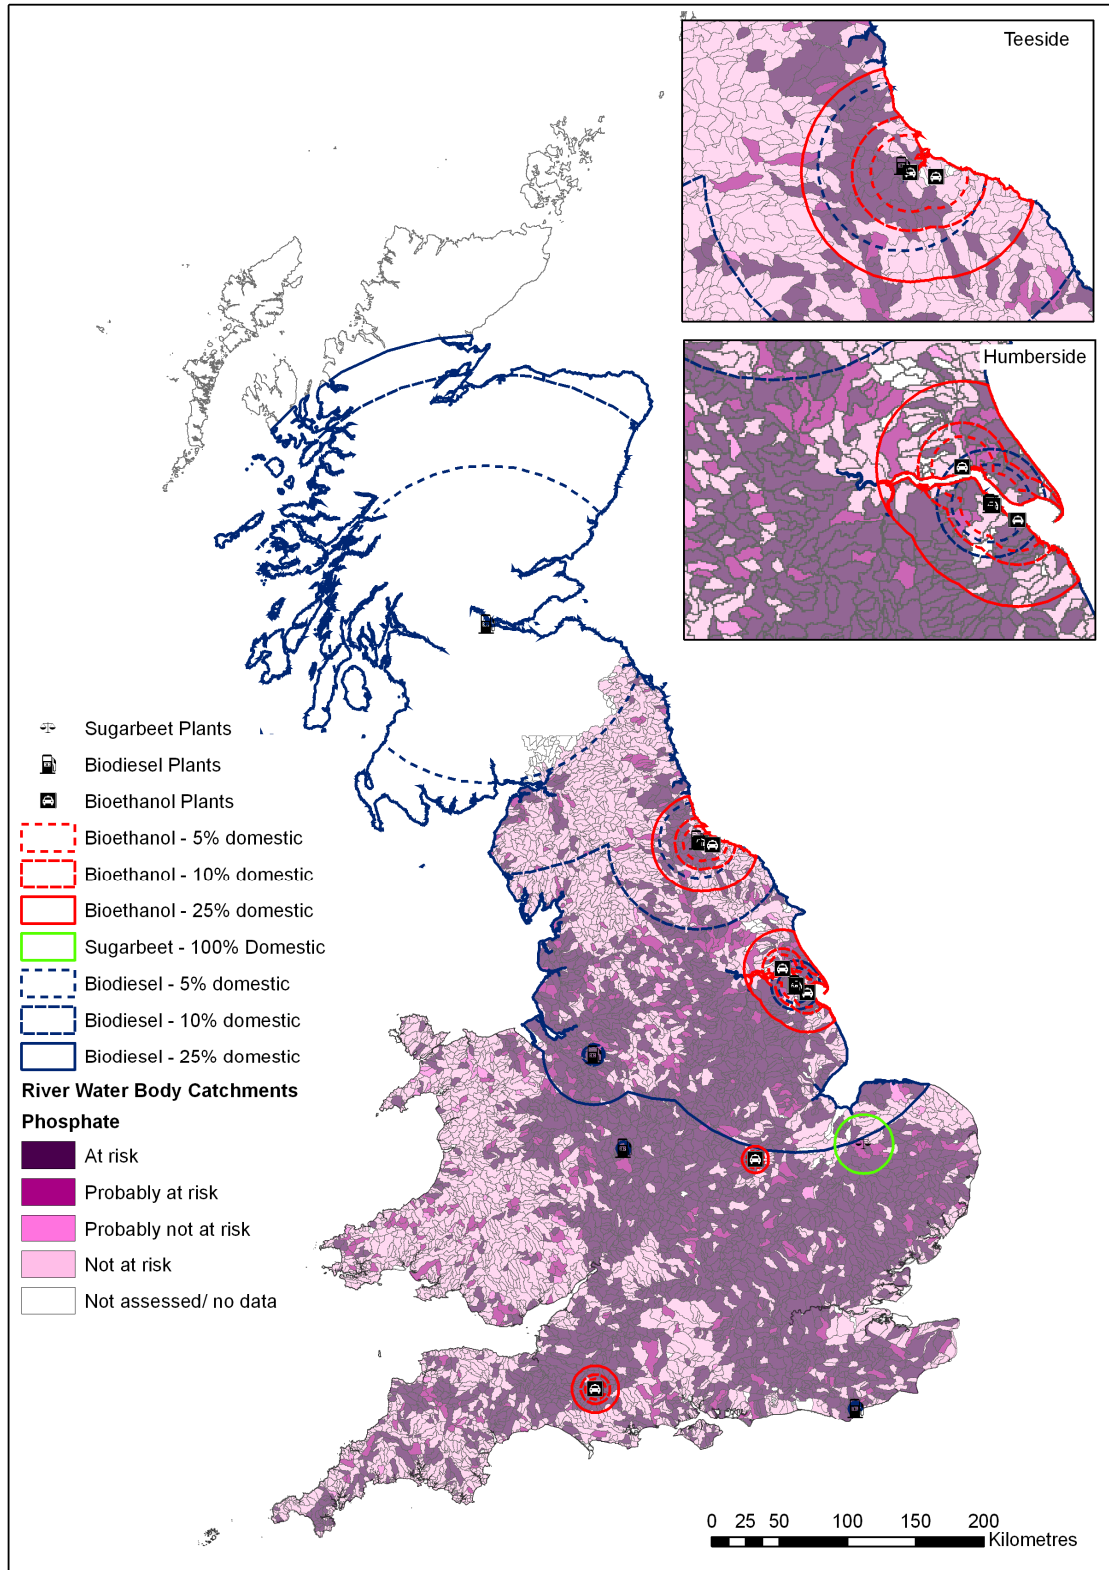 Teeside
Humberside
Sugarbeet Plants
Biodiesel Plants
Bioethanol Plants
Bioethanol - 5% domestic
Bioethanol - 10% domestic
Bioethanol - 25% domestic
Sugarbeet - 100% Domestic
Biodiesel - 5% domestic
Biodiesel - 10% domestic
Biodiesel - 25% domestic
River Water Body Catchments
Phosphate
At risk
Probably at risk
Probably not at risk
Not at risk
Not assessed/ no data
0 25 50 100 150 200
Kilometres